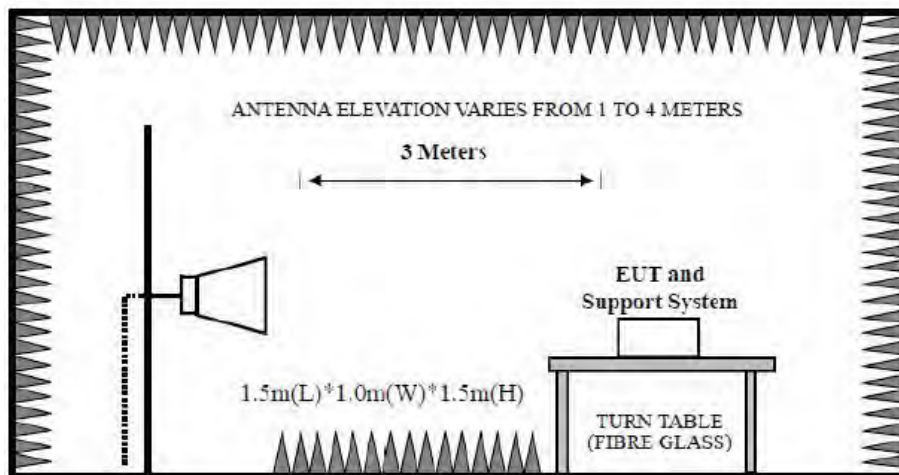 ANTENNA ELEVATION VARIES FROM 1 TO 4 METERS
3 Meters
EUT and
Support System
1.5m(L)*1.0m(W)*1.5m(H)
TURN TABLE
(FIBRE GLASS)